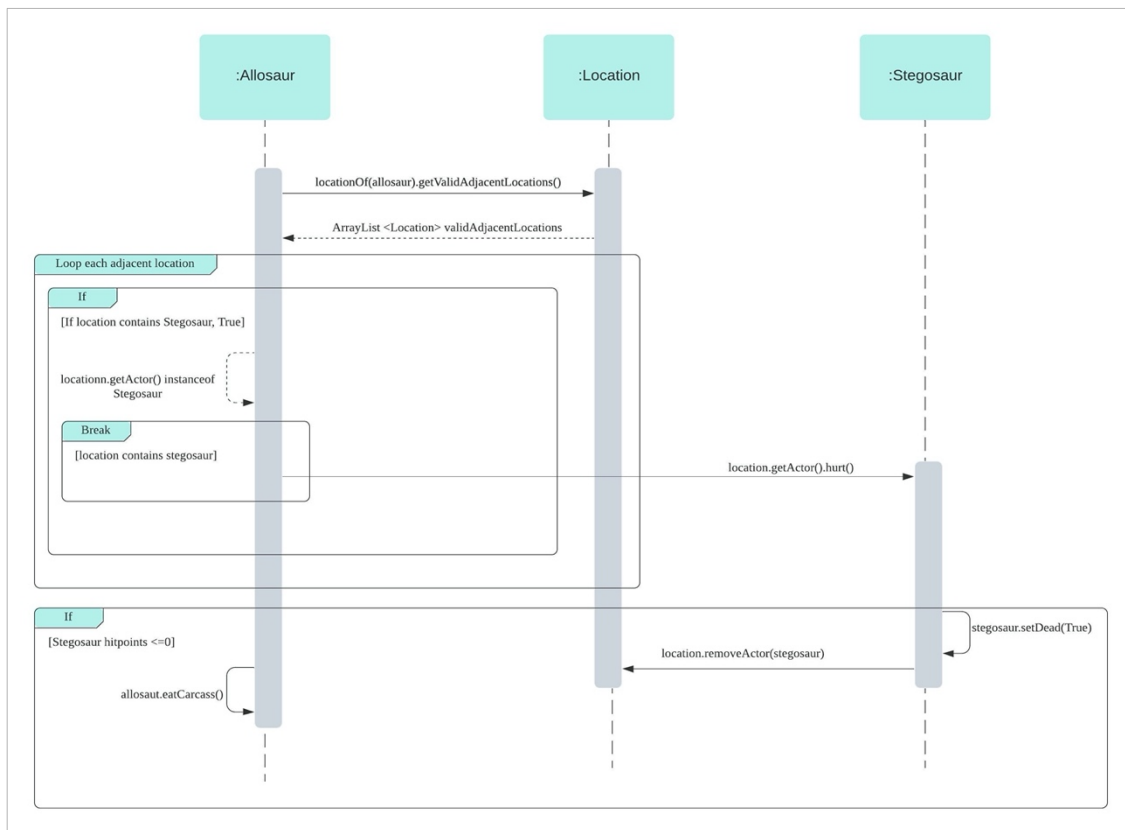 :Allosaur
:Location
:Stegosaur
locationOf(allosaur).getValidAdjacentLocations()
ArrayList <Location> validAdjacentLocations
Loop each adjacent location
If
[If location contains Stegosaur, True]
locationn.getActor() instanceof
Stegosaur
Break
[location contains stegosaur]
location.getActor().hurt()
If
[Stegosaur hitpoints <=0]
stegosaur.setDead(True)
location.removeActor(stegosaur)
allosaut.eatCarcass()